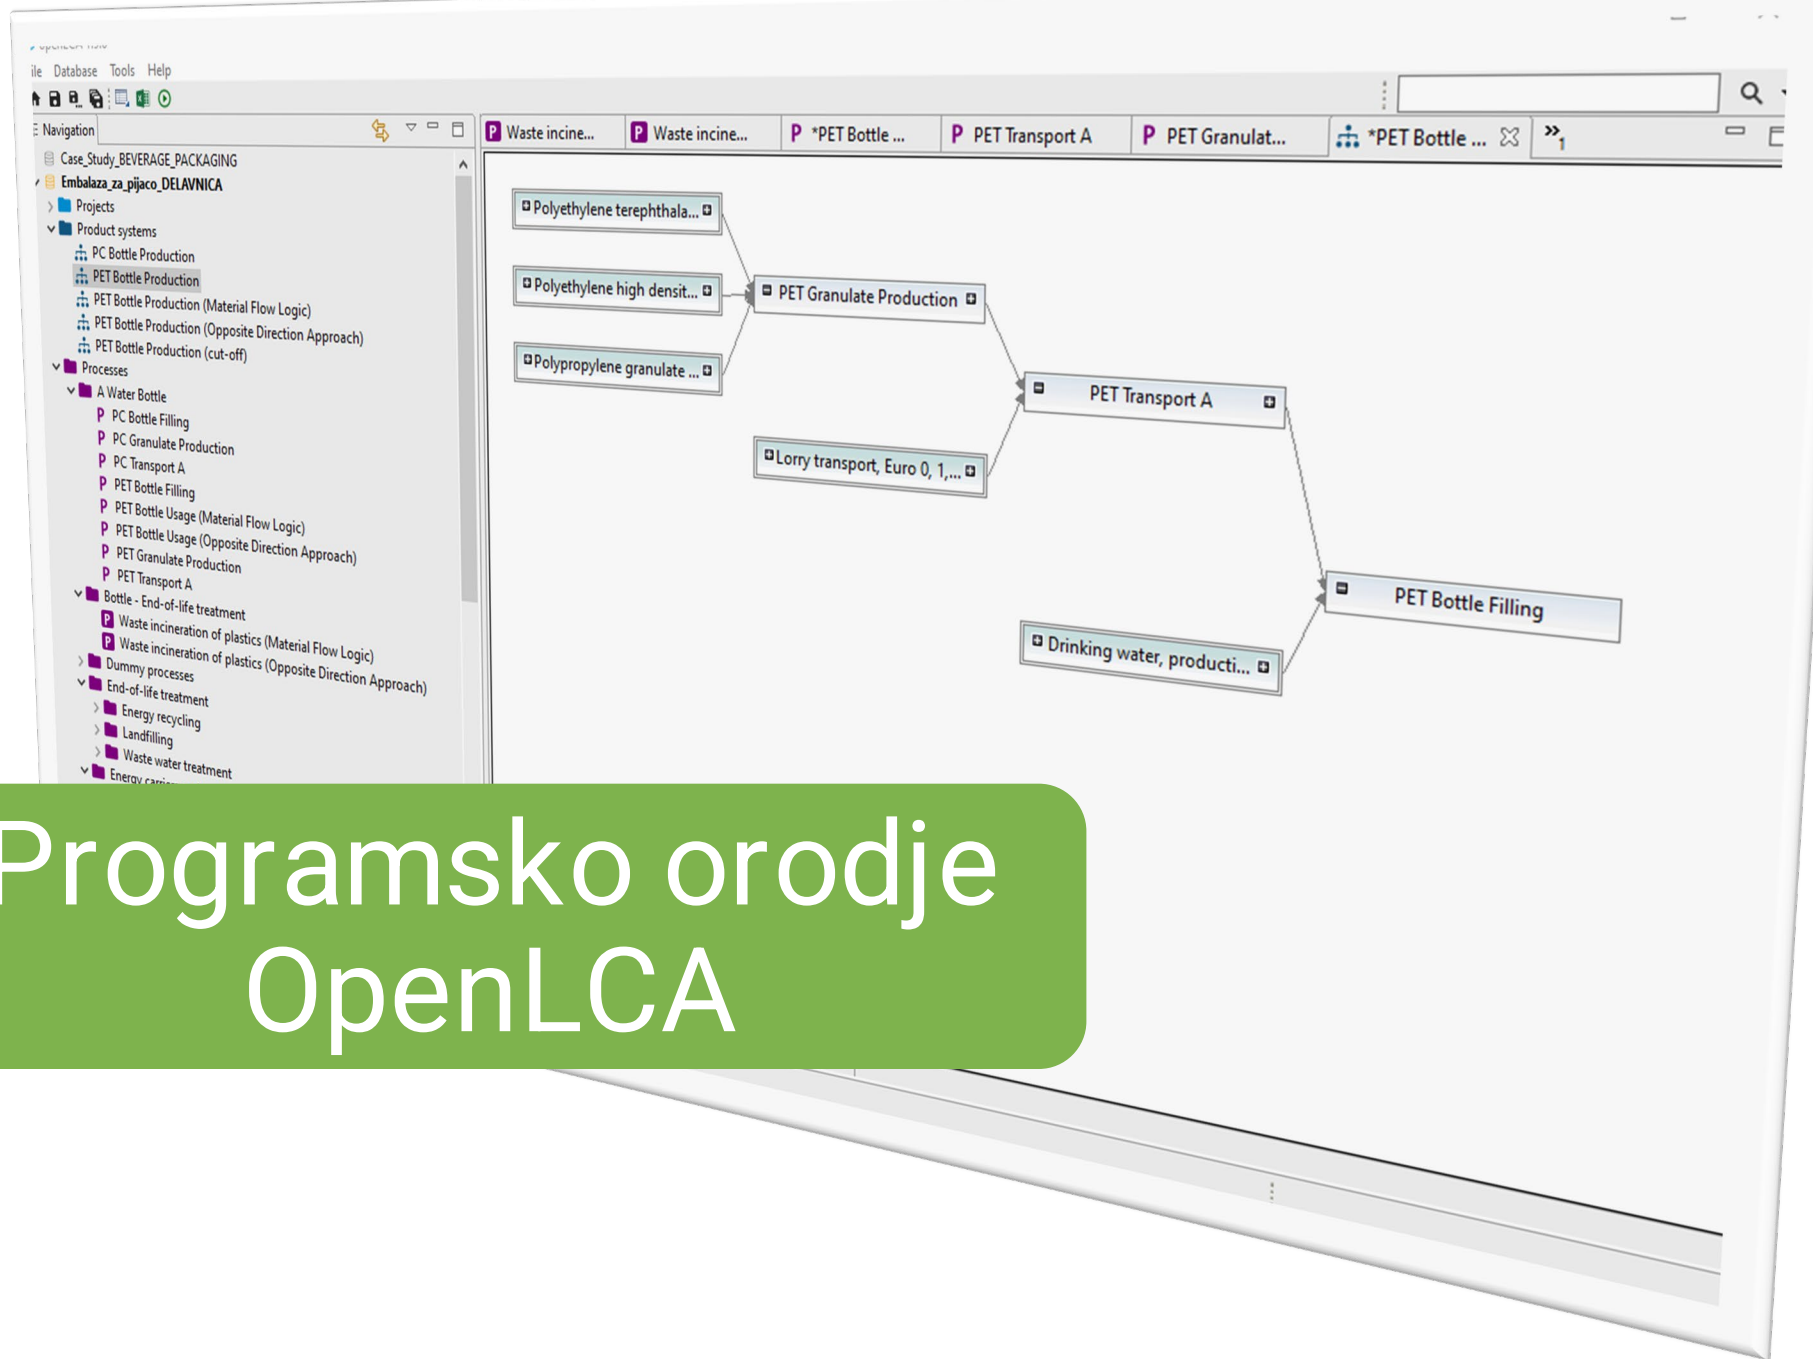 ile Database Tools Help
Navigation
Case_Study_BEVERAGE_PACKAGING
Embalaza_za_pijaco_DELAVNICA
Projects
Product systems
PC Bottle Production
PET Bottle Production
PET Bottle Production (Material Flow Logic)
PET Bottle Production (Opposite Direction Approach)
PET Bottle Production (cut-off)
Processes
A Water Bottle
P PC Bottle Filling
P PC Granulate Production
P PC Transport A
P PET Bottle Filling
P PET Bottle Usage (Material Flow Logic)
P PET Bottle Usage (Opposite Direction Approach)
P PET Granulate Production
P PET Transport A
Bottle - End-of-life treatment
P Waste incineration of plastics (Material Flow Logic)
P Waste incineration of plastics (Opposite Direction Approach)
Dummy processes
End-of-life treatment
Energy recycling
Landfilling
Waste water treatment
Energy
P Waste incine... P Waste incine... P *PET Bottle ... P PET Transport A P PET Granulat... *PET Bottle ... »1
Polyethylene terephthala...
Polyethylene high densit...
Polypropylene granulate ...
PET Granulate Production
Lorry transport, Euro 0, 1,...
PET Transport A
Drinking water, producti...
PET Bottle Filling
Programsko orodje
OpenLCA